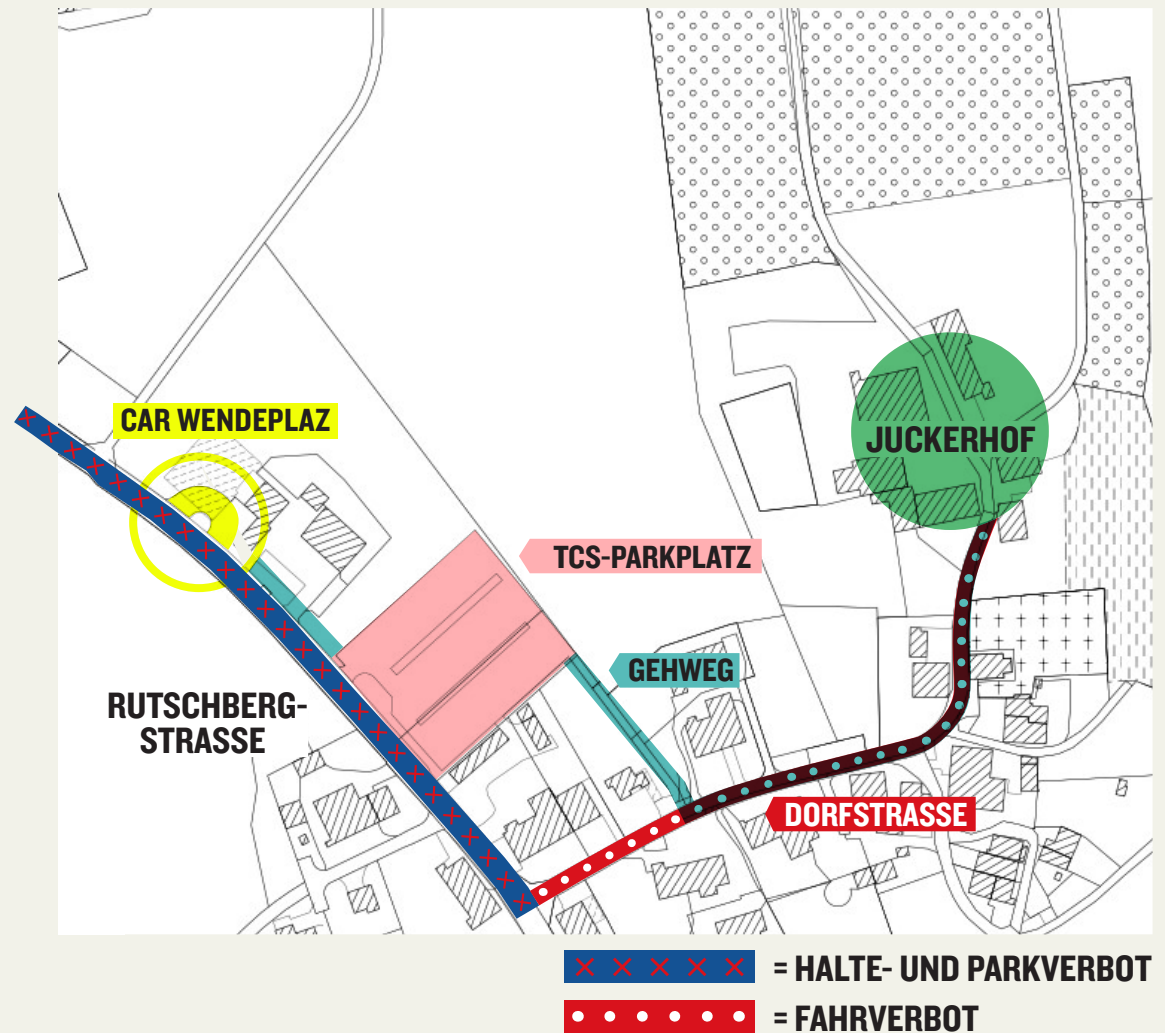 CAR WENDEPLAZ
JUCKERHOF
TCS-PARKPLATZ
GEHWEG
RUTSCHBERG-
STRASSE
DORFSTRASSE
= HALTE- UND PARKVERBOT
= FAHRVERBOT